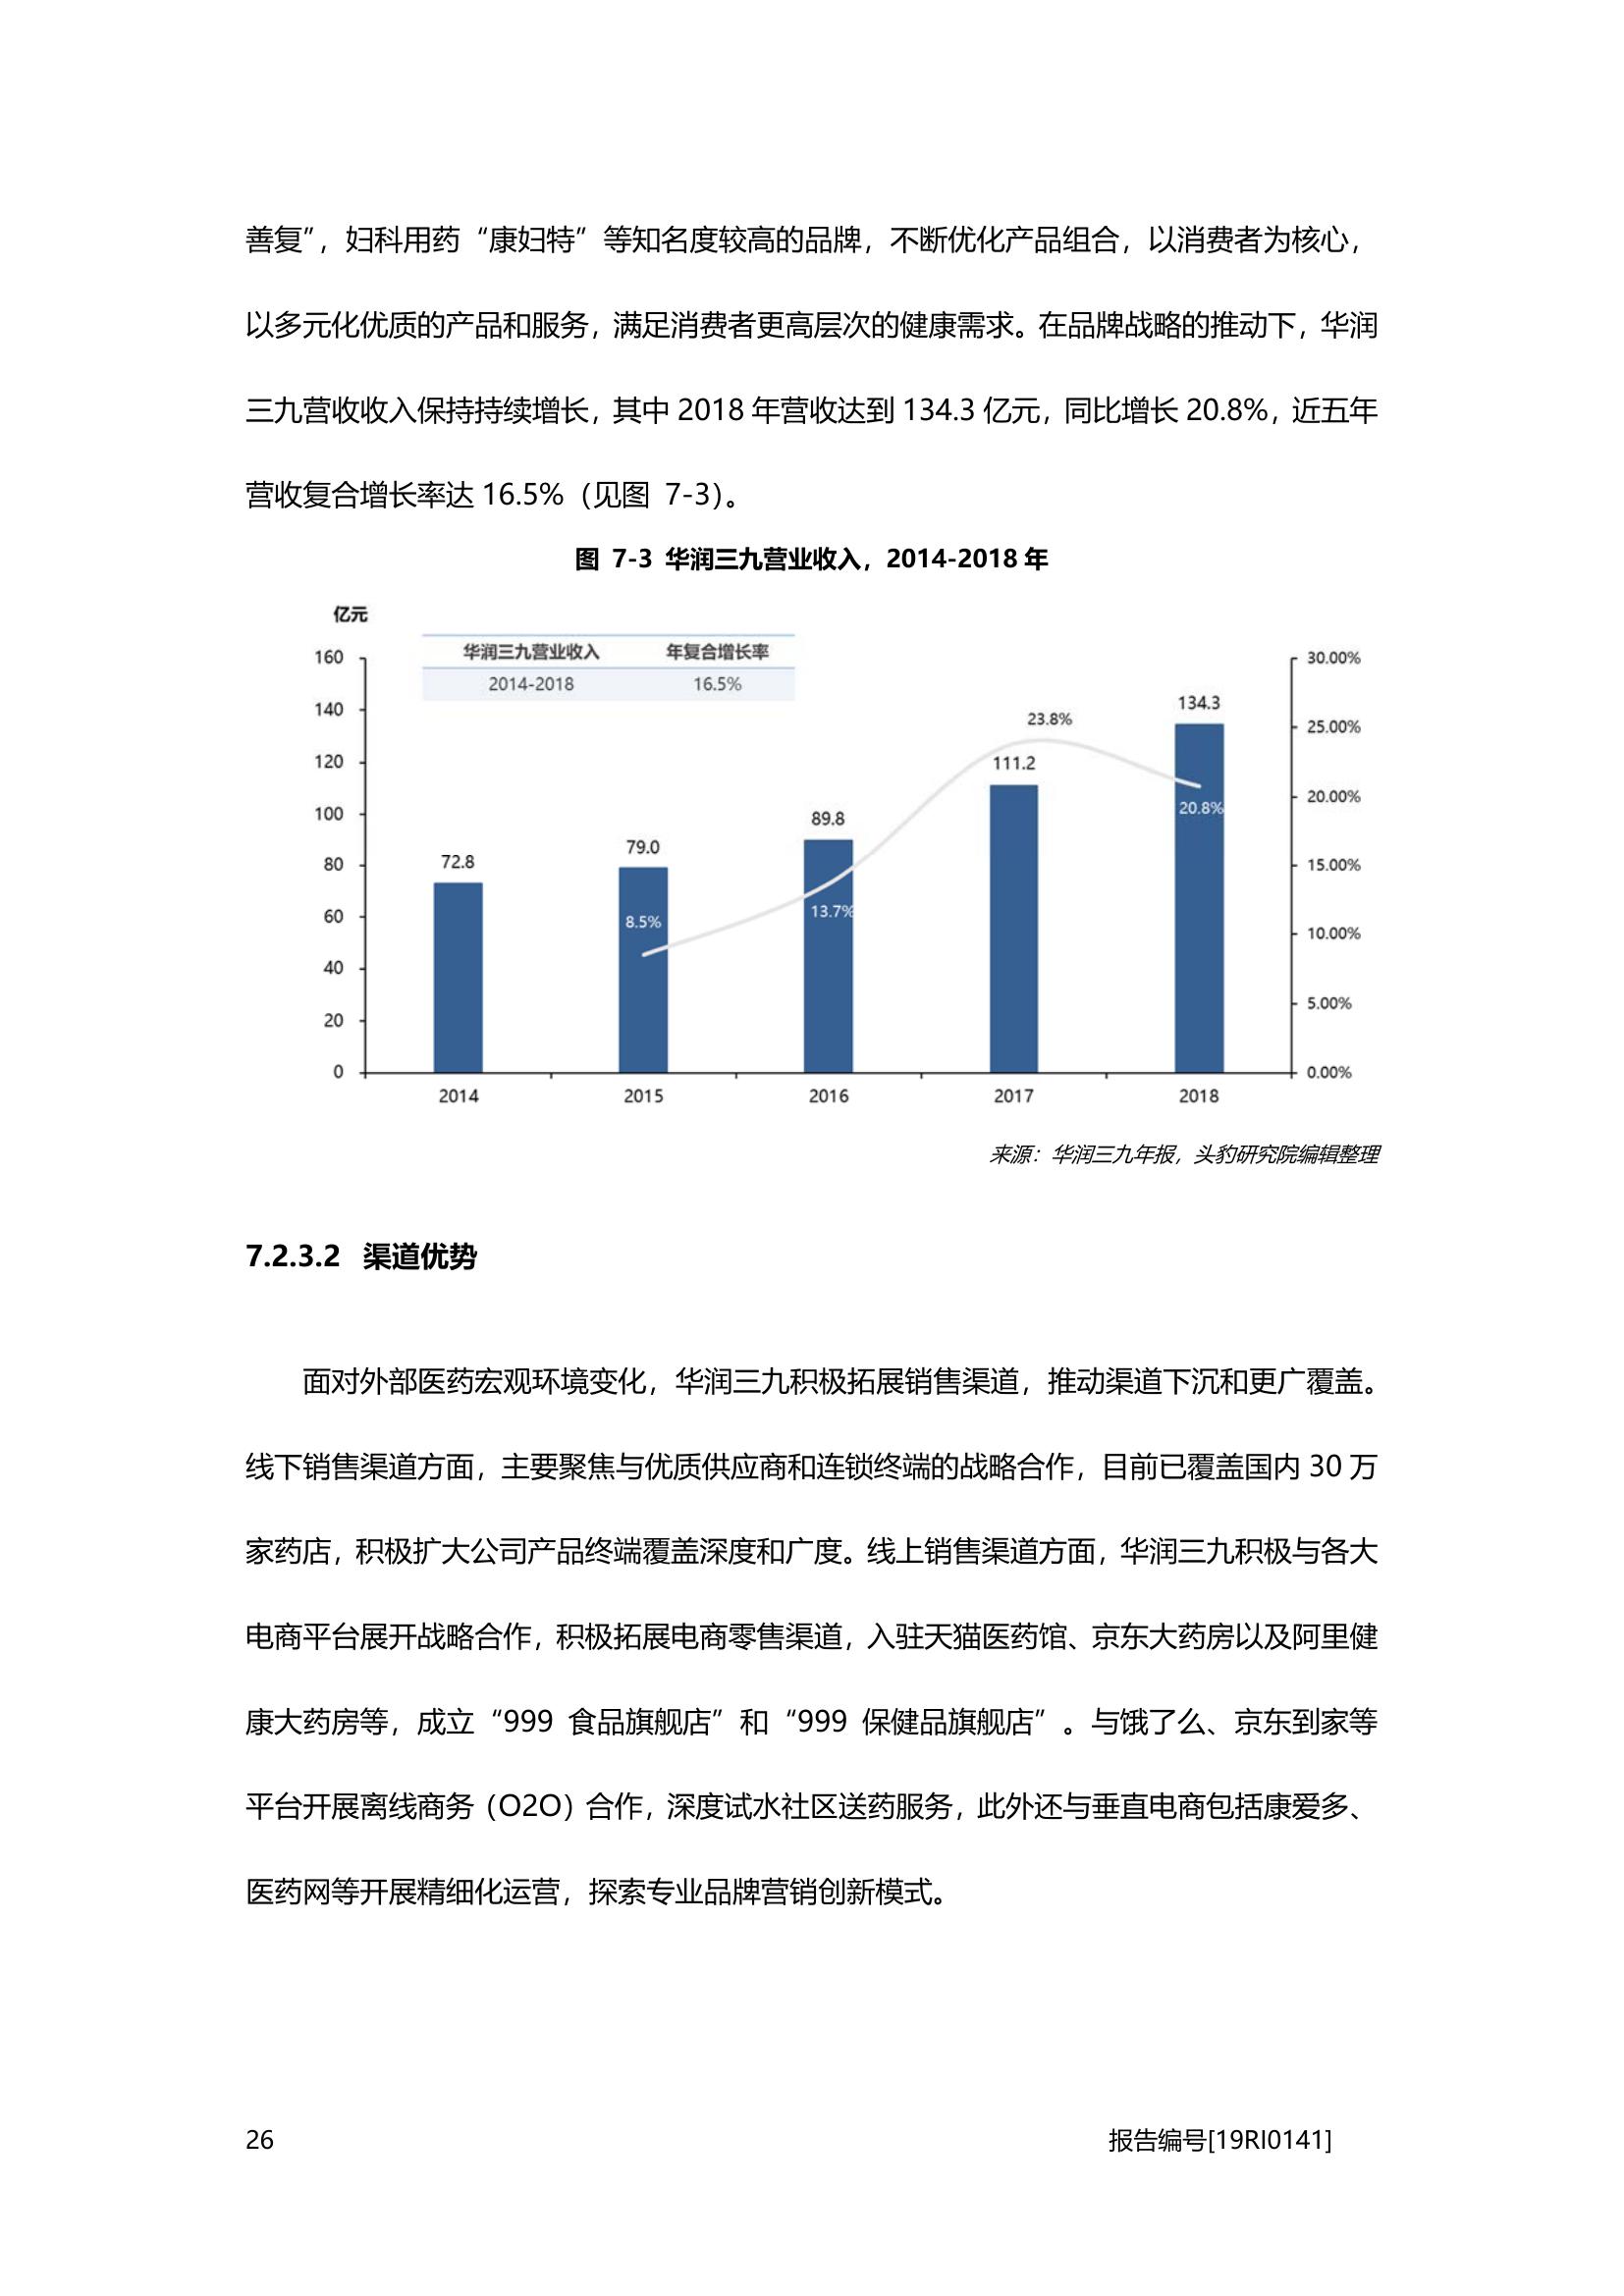 善复”，妇科用药“康妇特”等知名度较高的品牌，不断优化产品组合，以消费者为核心，
以多元化优质的产品和服务，满足消费者更高层次的健康需求。在品牌战略的推动下，华润
三九营收收入保持持续增长，其中 2018 年营收达到 134.3 亿元，同比增长 20.8%，近五年
营收复合增长率达 16.5%（见图 7-3）。
图 7-3 华润三九营业收入，2014-2018 年
亿元
华润三九营业收入 年复合增长率
2014-2018 16.5%
160
140
120
100
80
60
40
20
0
30.00%
25.00%
20.00%
15.00%
10.00%
5.00%
0.00%
72.8
79.0
89.8
111.2
134.3
8.5%
13.7%
23.8%
20.8%
2014 2015 2016 2017 2018
来源：华润三九年报，头豹研究院编辑整理
7.2.3.2 渠道优势
面对外部医药宏观环境变化，华润三九积极拓展销售渠道，推动渠道下沉和更广覆盖。
线下销售渠道方面，主要聚焦与优质供应商和连锁终端的战略合作，目前已覆盖国内 30 万
家药店，积极扩大公司产品终端覆盖深度和广度。线上销售渠道方面，华润三九积极与各大
电商平台展开战略合作，积极拓展电商零售渠道，入驻天猫医药馆、京东大药房以及阿里健
康大药房等，成立“999 食品旗舰店”和“999 保健品旗舰店”。与饿了么、京东到家等
平台开展离线商务（O2O）合作，深度试水社区送药服务，此外还与垂直电商包括康爱多、
医药网等开展精细化运营，探索专业品牌营销创新模式。
26 报告编号[19RI0141]